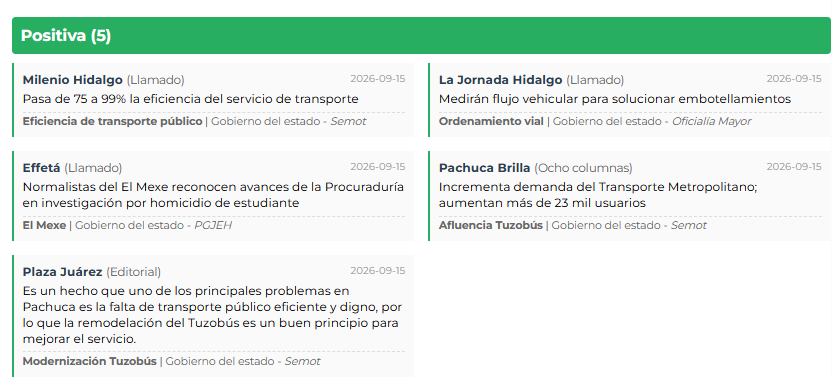 Positiva (5)
Milenio Hidalgo (Llamado) 2026-09-15
Pasa de 75 a 99% la eficiencia del servicio de transporte
Eficiencia de transporte público | Gobierno del estado - Semot
La Jornada Hidalgo (Llamado) 2026-09-15
Medirán flujo vehicular para solucionar embotellamientos
Ordenamiento vial | Gobierno del estado - Oficialía Mayor
Effetá (Llamado) 2026-09-15
Normalistas del El Mexe reconocen avances de la Procuraduría
en investigación por homicidio de estudiante
El Mexe | Gobierno del estado - PGJEH
Pachuca Brilla (Ocho columnas) 2026-09-15
Incrementa demanda del Transporte Metropolitano;
aumentan más de 23 mil usuarios
Afluencia Tuzobús | Gobierno del estado - Semot
Plaza Juárez (Editorial) 2026-09-15
Es un hecho que uno de los principales problemas en
Pachuca es la falta de transporte público eficiente y digno, por
lo que la remodelación del Tuzobús es un buen principio para
mejorar el servicio.
Modernización Tuzobús | Gobierno del estado - Semot